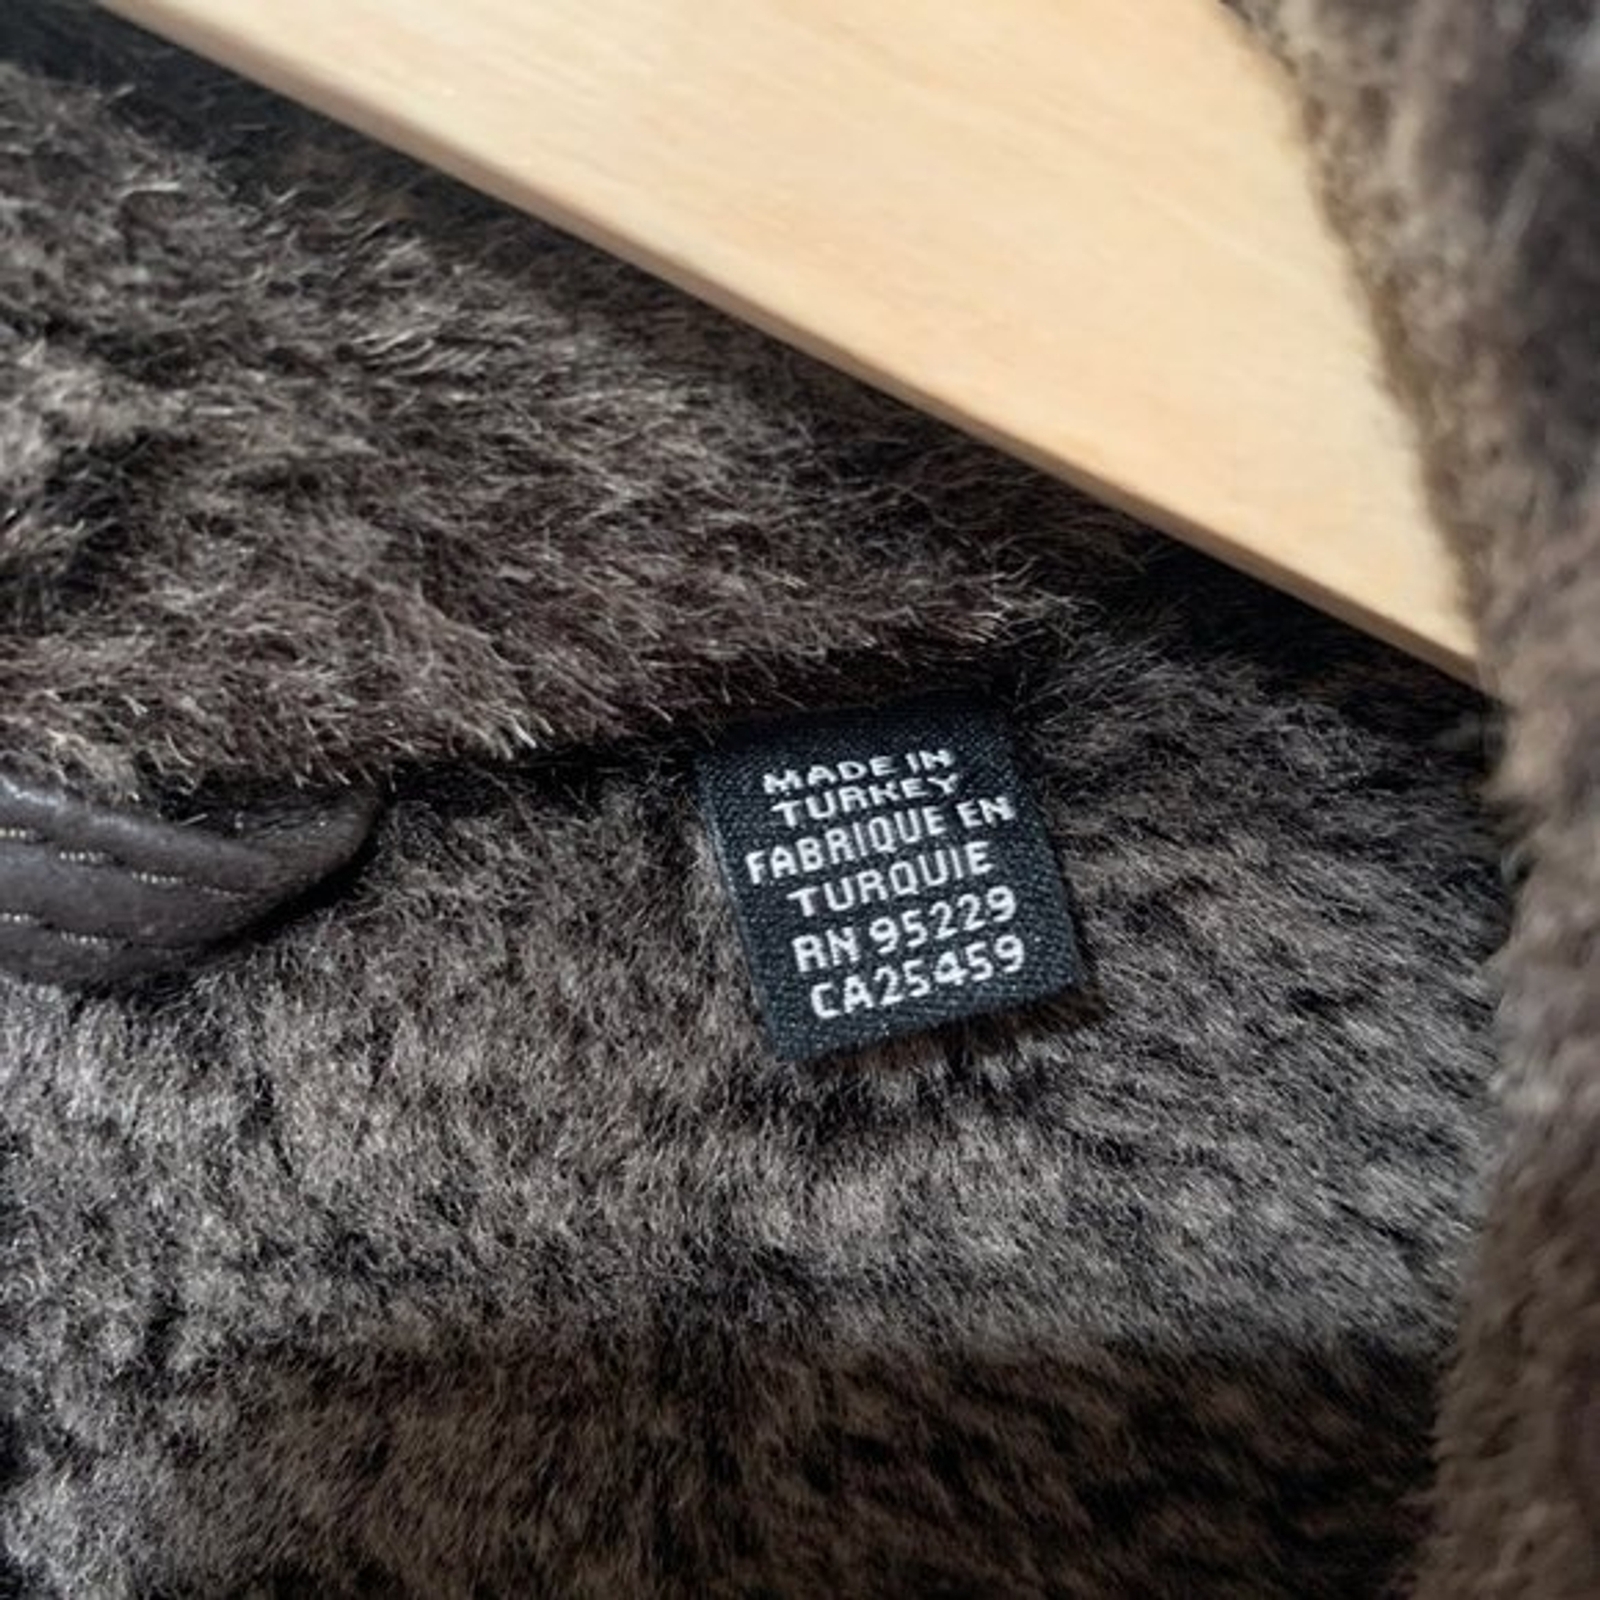 MADE IN
TURKEY
FABRIQUE EN
TURQUIE
RN 95229
CA25459